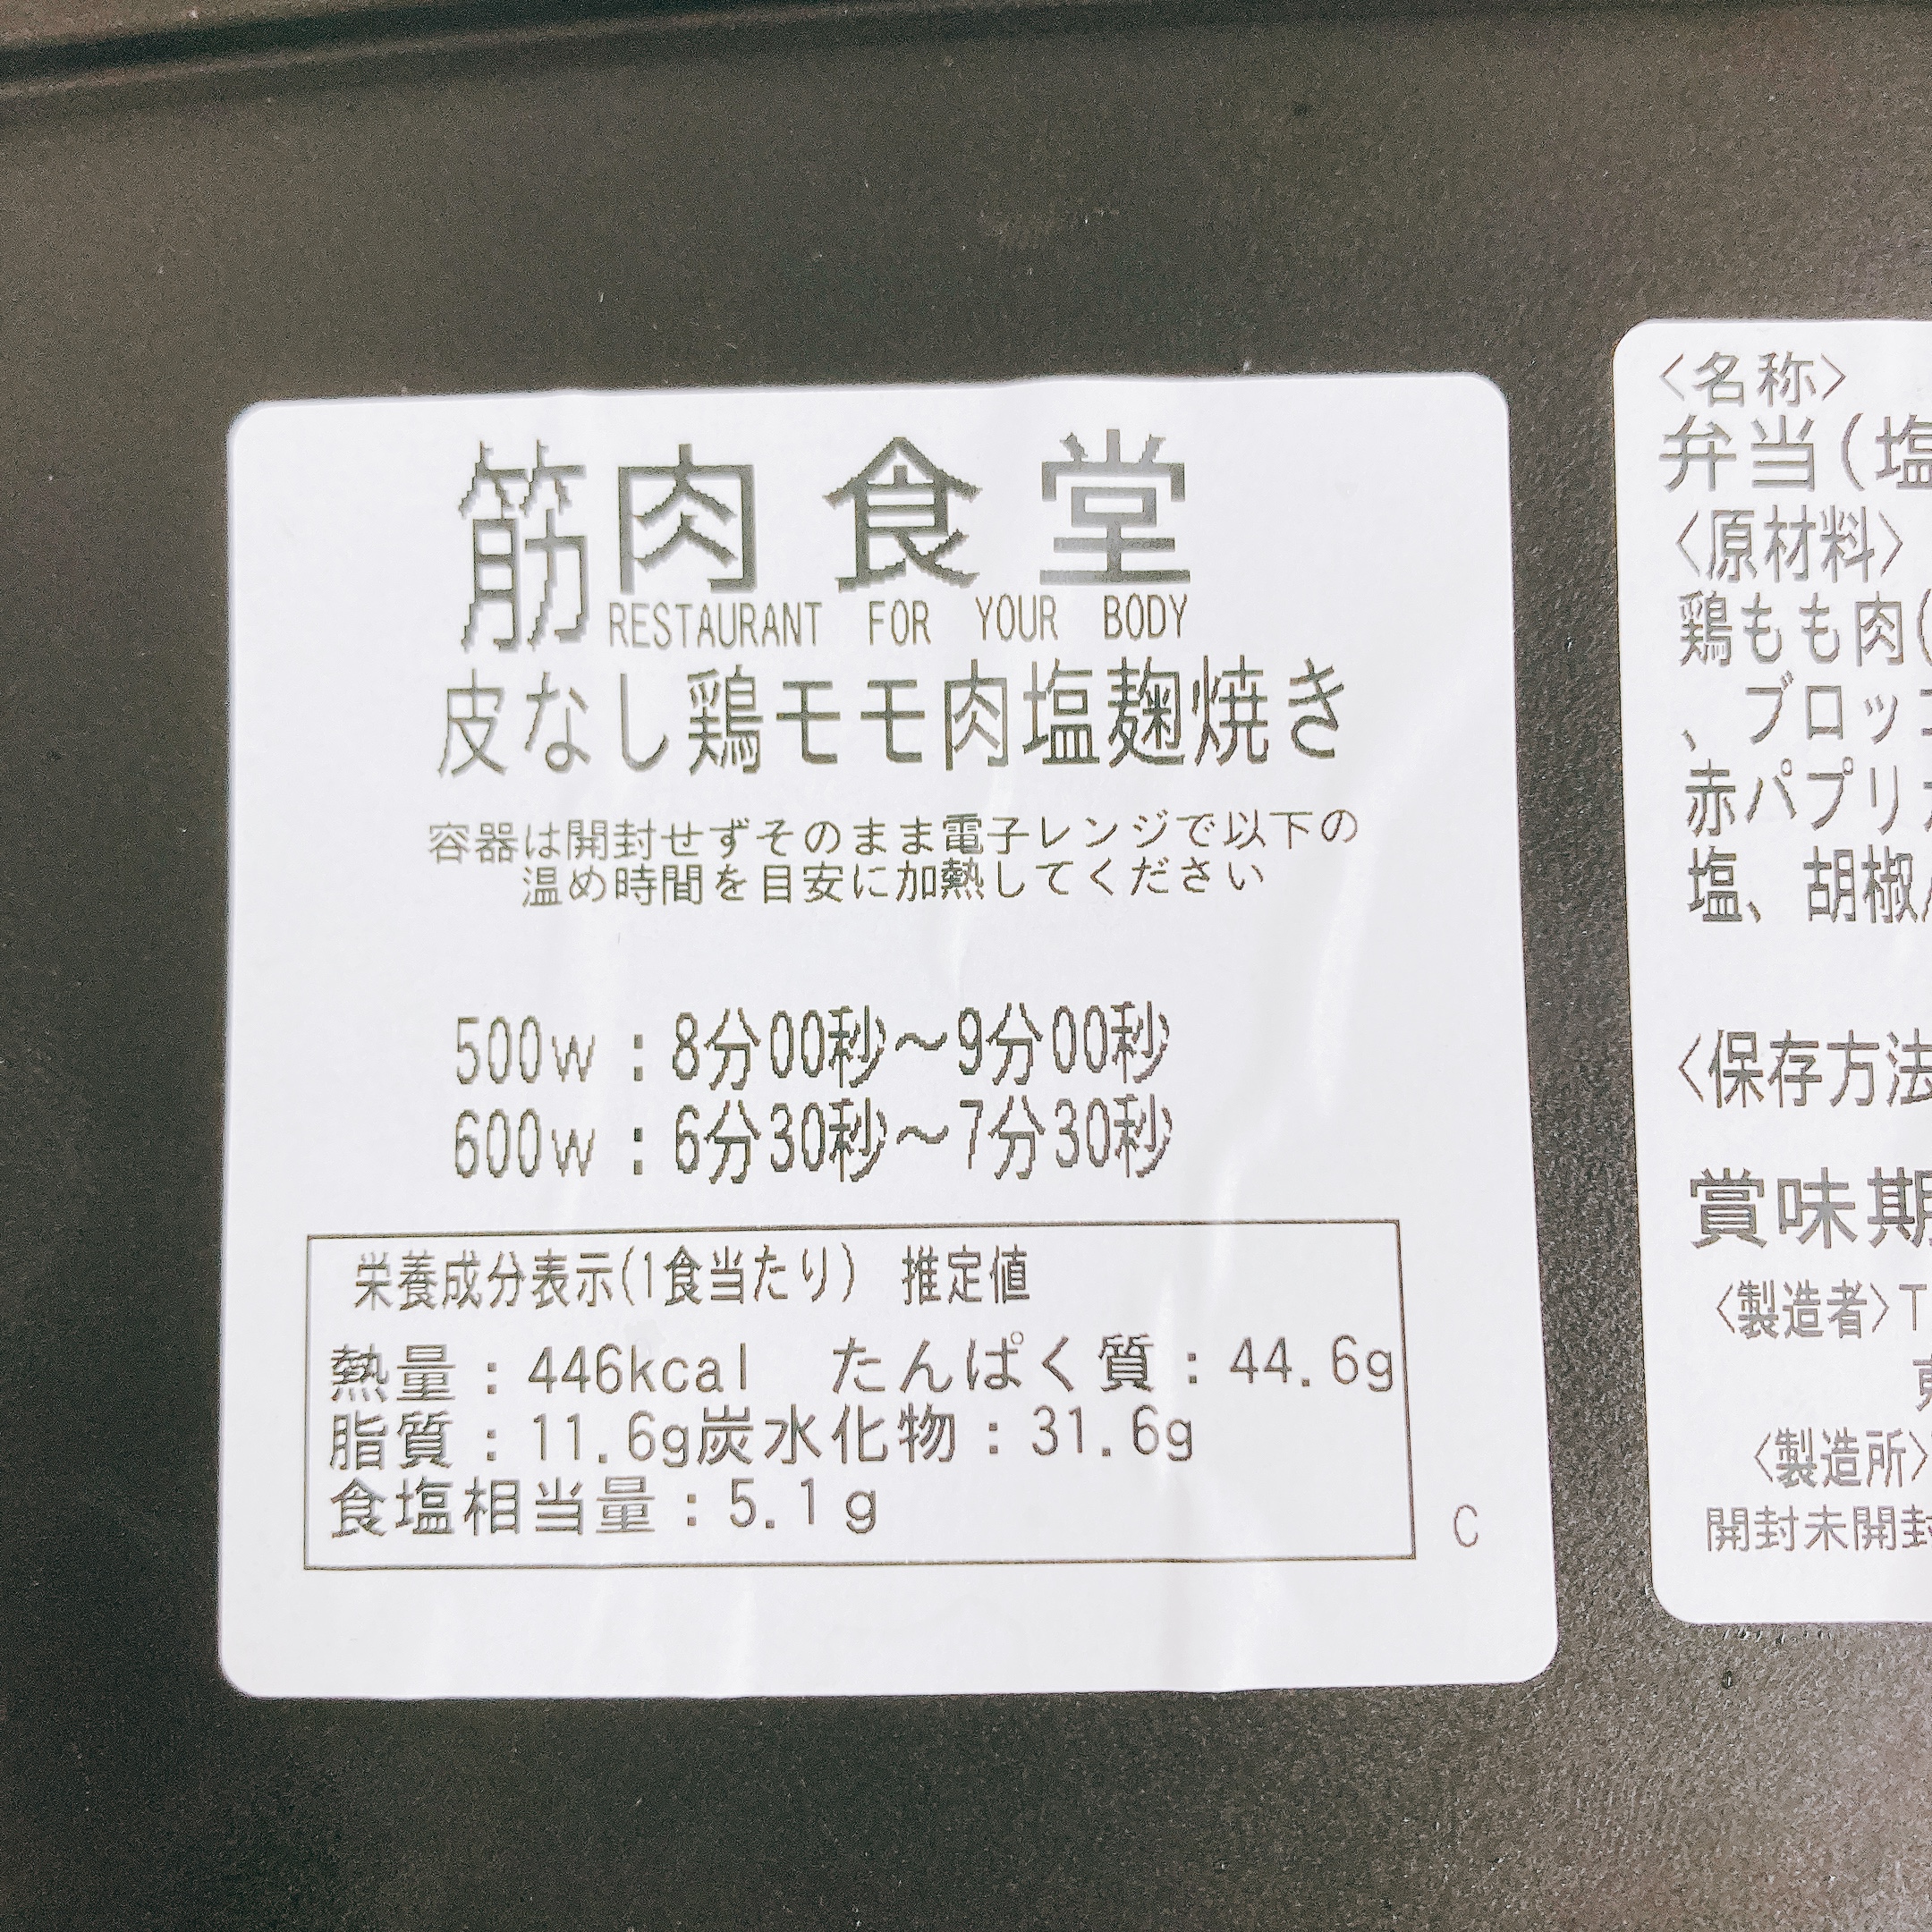 筋肉食堂
RESTAURANT FOR YOUR BODY
皮なし鶏モモ肉塩麹焼き
容器は開封せずそのまま電子レンジで以下の
温め時間を目安に加熱してください
500w：8分00秒～9分00秒
600w：6分30秒～7分30秒
栄養成分表示(1食当たり) 推定値
熱量：446kcal たんぱく質：44.6g
脂質：11.6g炭水化物：31.6g
食塩相当量：5.1g
C
〈名称〉
弁当(塩
〈原材料〉
鶏もも肉(
、ブロッコ
赤パプリカ
塩、胡椒
〈保存方法
賞味期
〈製造者〉T
〈製造所〉
開封未開封